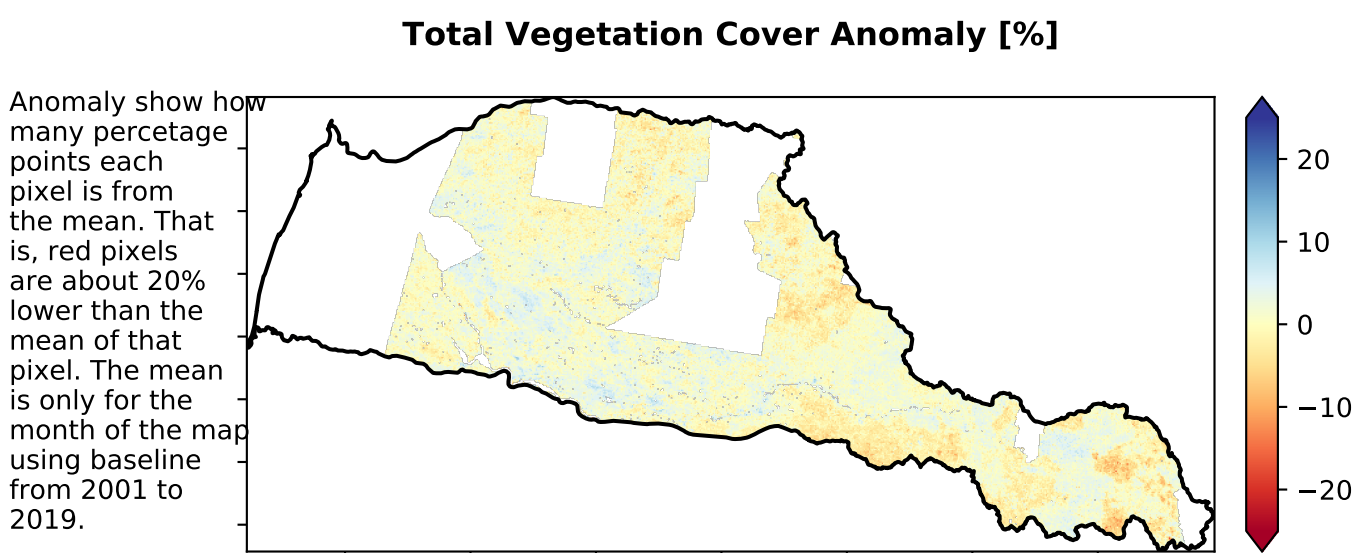 Total Vegetation Cover Anomaly [%]
Anomaly show how
many percetage
points each
pixel is from
the mean. That
is, red pixels
are about 20%
lower than the
mean of that
pixel. The mean
is only for the
month of the map
using baseline
from 2001 to
2019.
20
10
0
−10
−20